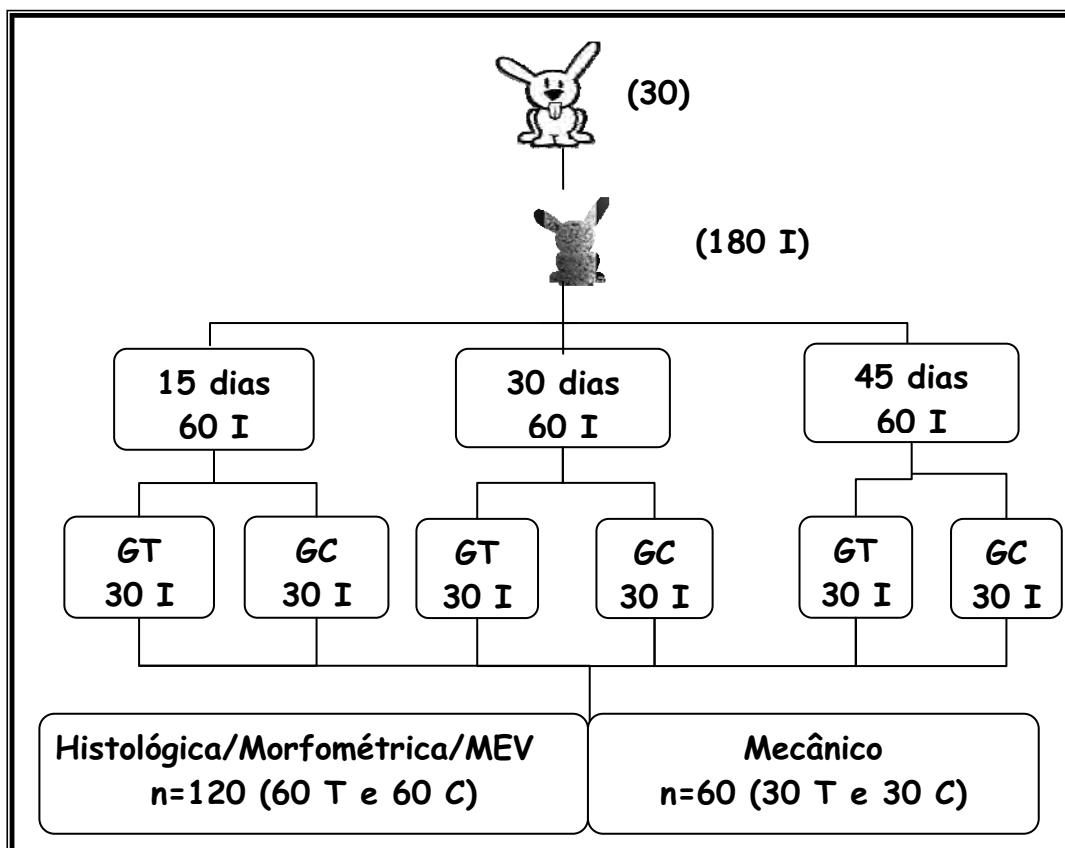 (30)
(180 I)
15 dias
60 I
30 dias
60 I
45 dias
60 I
GT
30 I
GC
30 I
GT
30 I
GC
30 I
GT
30 I
GC
30 I
Histológica/Morfométrica/MEV
n=120 (60 T e 60 C)
Mecânico
n=60 (30 T e 30 C)